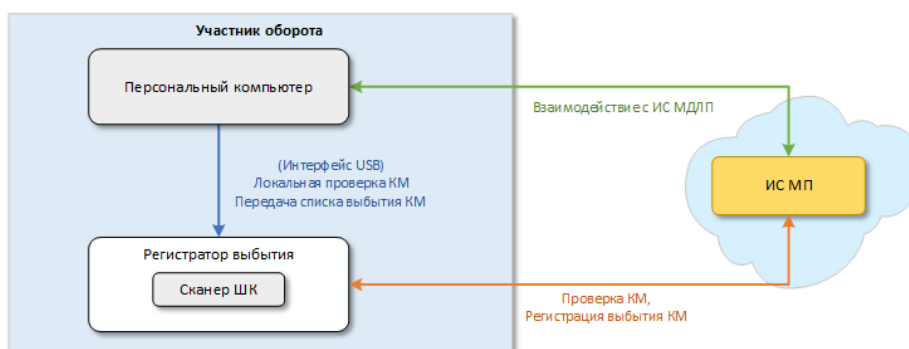 Участник оборота
Персональный компьютер
Взаимодействие с ИС МДЛП
(Интерфейс USB)
Локальная проверка КМ
Передача списка выбытия КМ
ИС МП
Регистратор выбытия
Сканер ШК
Проверка КМ,
Регистрация выбытия КМ